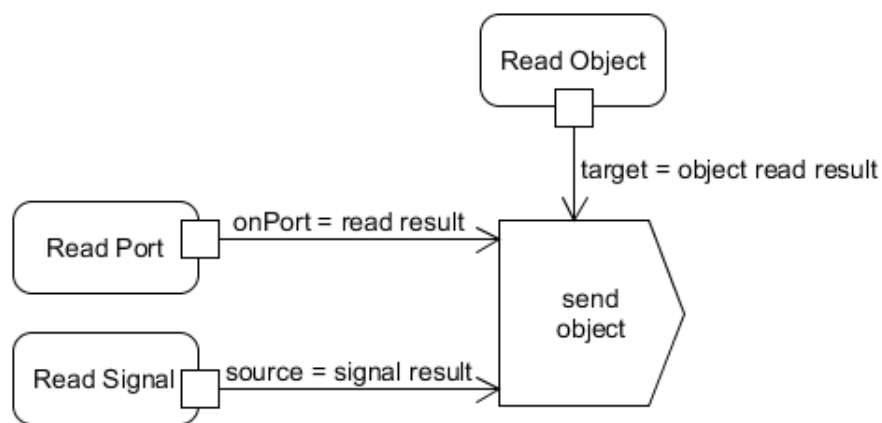 Read Object
target = object read result
onPort = read result
Read Port
send
object
Read Signal
source = signal result